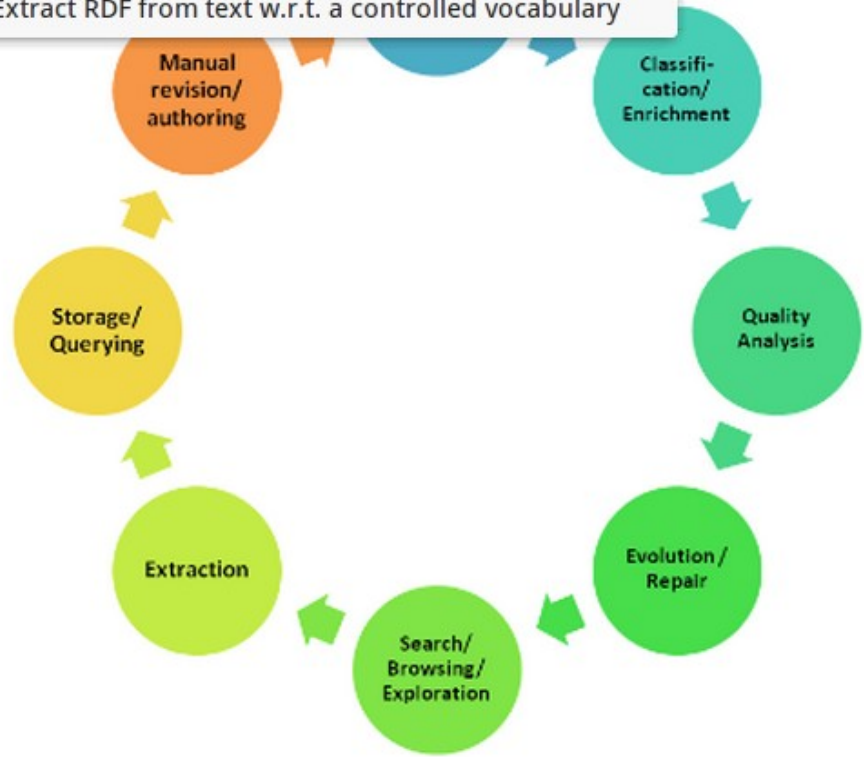 Extract RDF from text w.r.t. a controlled vocabulary
Manual
revision/
authoring
Classifi-
cation/
Enrichment
Storage/
Querying
Quality
Analysis
Extraction
Evolution/
Repair
Search/
Browsing/
Exploration